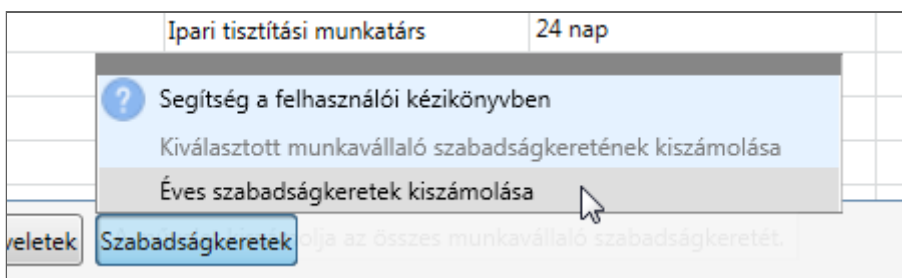 Ipari tisztítási munkatárs 24 nap
Segítség a felhasználói kézikönyvben
Kiválasztott munkavállaló szabadságkeretének kiszámolása
Éves szabadságkeretek kiszámolása
veletek Szabadságkeretek olja az összes munkavállaló szabadságkeretét.